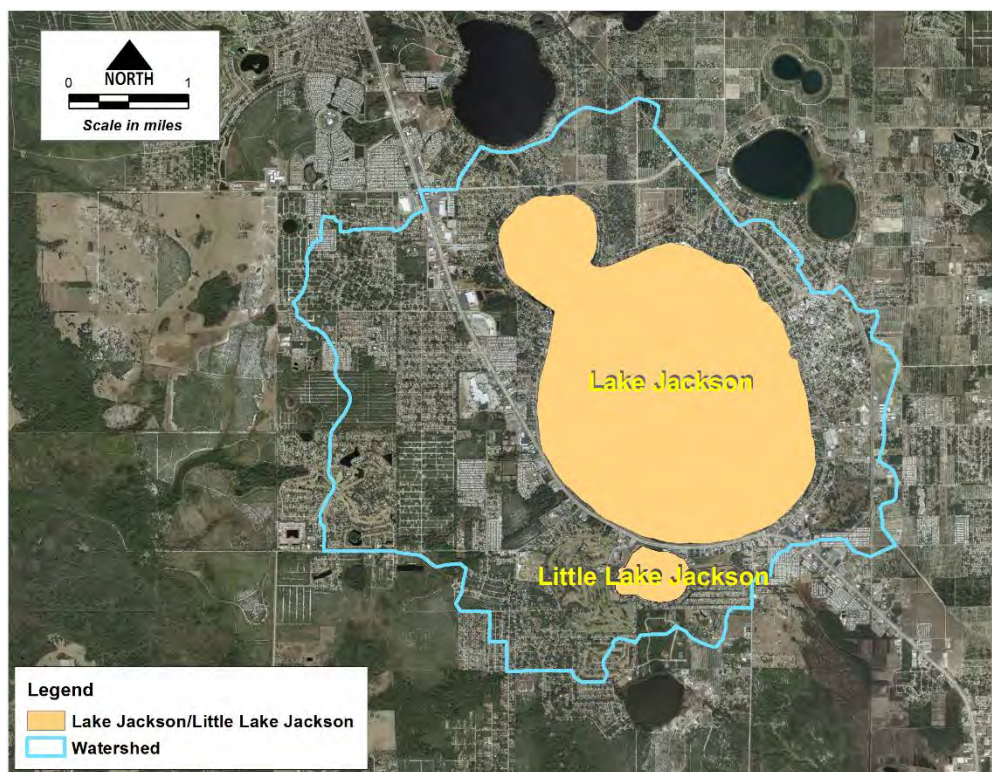 NORTH
0 1
Scale in miles
Lake Jackson
Little Lake Jackson
Legend
Lake Jackson/Little Lake Jackson
Watershed